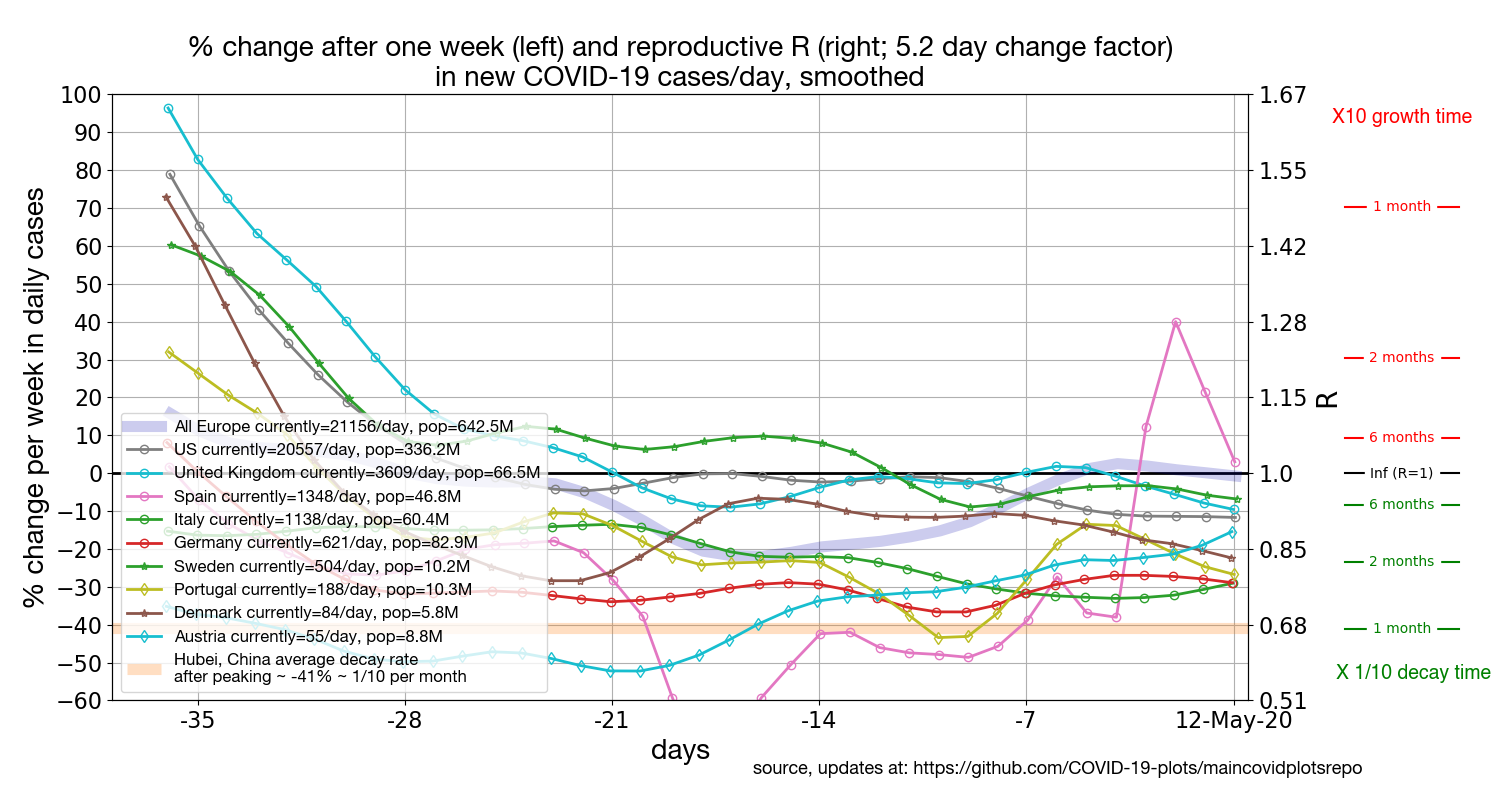 % change after one week (left) and reproductive R (right; 5.2 day change factor)
in new COVID-19 cases/day, smoothed
% change per week in daily cases
100
90
80
70
60
50
40
30
20
10
0
−10
−20
−30
−40
−50
−60
All Europe currently=21156/day, pop=642.5M
US currently=20557/day, pop=336.2M
United Kingdom currently=3609/day, pop=66.5M
Spain currently=1348/day, pop=46.8M
Italy currently=1138/day, pop=60.4M
Germany currently=621/day, pop=82.9M
Sweden currently=504/day, pop=10.2M
Portugal currently=188/day, pop=10.3M
Denmark currently=84/day, pop=5.8M
Austria currently=55/day, pop=8.8M
Hubei, China average decay rate
after peaking ~ -41% ~ 1/10 per month
1.67
1.55
1.42
1.28
1.15
1.0
0.85
0.68
0.51
R
X10 growth time
1 month
2 months
6 months
Inf (R=1)
6 months
2 months
1 month
X 1/10 decay time
-35
-28
-21
-14
-7
12-May-20
days
source, updates at: https://github.com/COVID-19-plots/maincovidplotsrepo